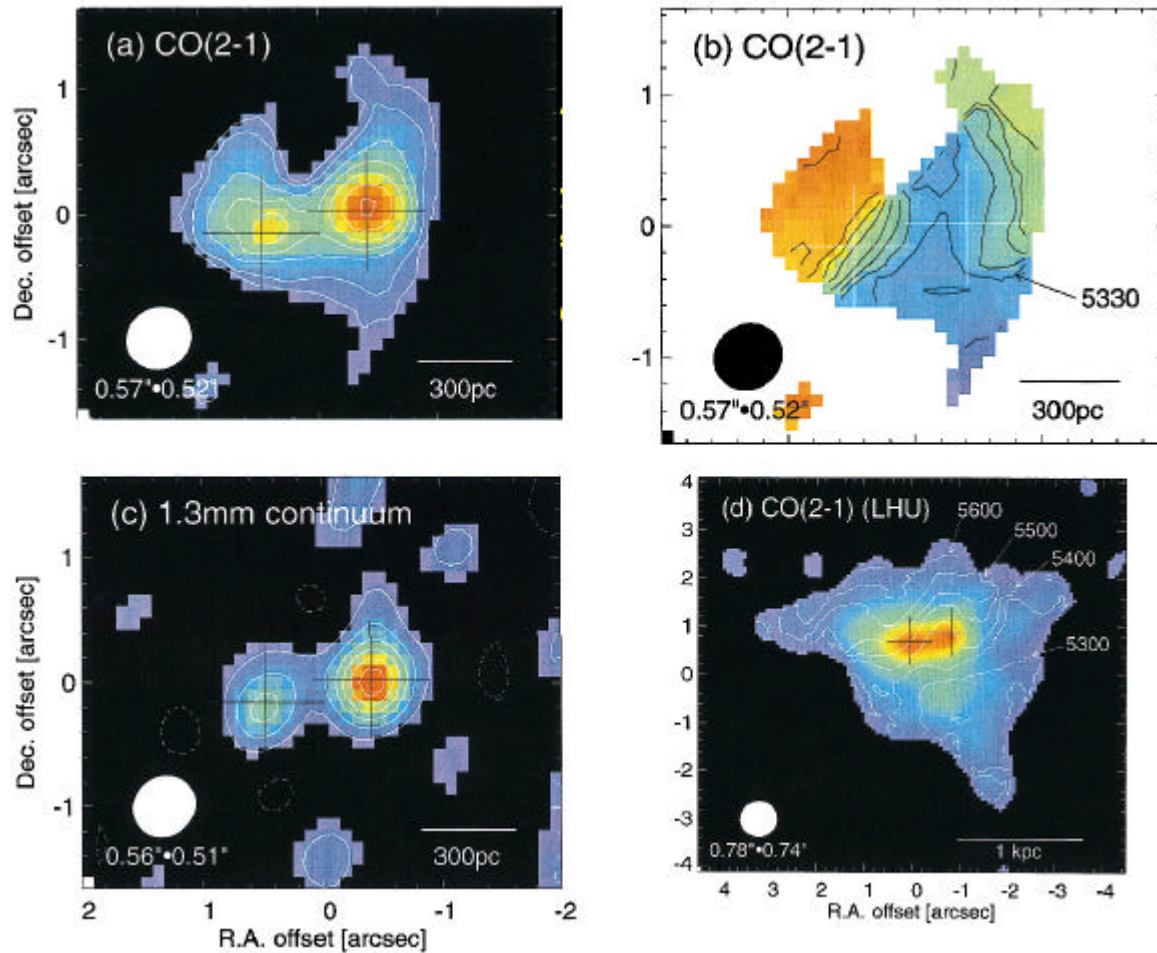 (a) CO(2-1)
Dec. offset [arcsec]
1
0
-1
0.57"•0.52"
300pc
(b) CO(2-1)
1
0
-1
5330
0.57"•0.52"
300pc
(c) 1.3mm continuum
Dec. offset [arcsec]
1
0
-1
0.56"•0.51"
300pc
2 1 0 -1 -2
R.A. offset [arcsec]
(d) CO(2-1) (LHU)
4
3
2
1
0
-1
-2
-3
-4
5600
5500
5400
5300
0.78"•0.74"
1 kpc
4 3 2 1 0 -1 -2 -3 -4
R.A. offset [arcsec]